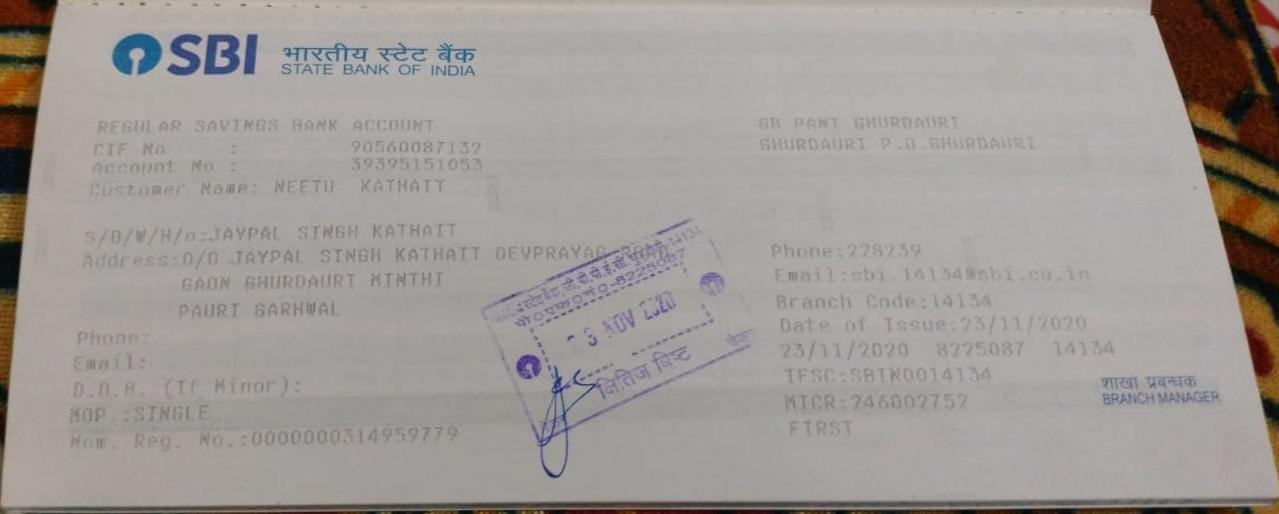 SBI भारतीय स्टेट बैंक
STATE BANK OF INDIA
REGULAR SAVINGS BANK ACCOUNT
CIF No : 90560087132
Account No : 39395151053
Customer Name: NEETU KATHAIT
S/D/W/H/o:JAYPAL SINGH KATHAIT
Address:D/O JAYPAL SINGH KATHAIT DEVPRAYAG ROAD
GAON GHURDAURI MINTHI
PAURI GARHWAL
Phone:
Email:
D.O.B. (If Minor):
MOP.:SINGLE
Nom. Reg. No.:0000000314959779
GB PANT GHURDAURI
GHURDAURI P.O.GHURDAURI
Phone:228239
Email:sbi.14134@sbi.co.in
Branch Code:14134
Date of Issue:23/11/2020
23/11/2020 8225087 14134
IFSC:SBIN0014134
MICR:246002752
FIRST
शाखा प्रबन्धक
BRANCH MANAGER
14134
8225087
NOV 2020
क्षितिज बिष्ट